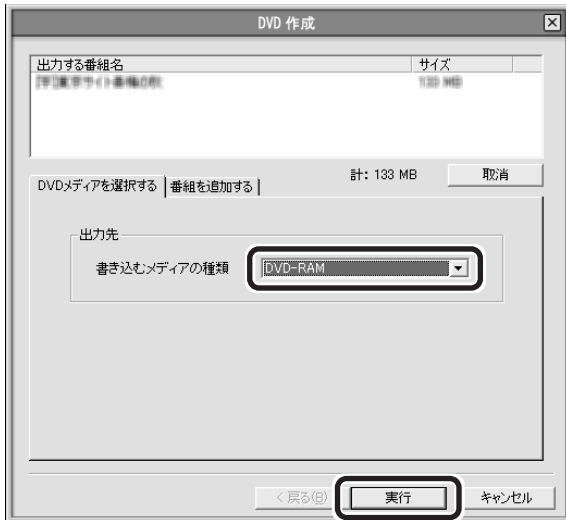 DVD 作成
出力する番組名 サイズ
計: 133 MB 取消
DVDメディアを選択する 番組を追加する
出力先
書き込むメディアの種類 DVD-RAM
< 戻る(B) 実行 キャンセル